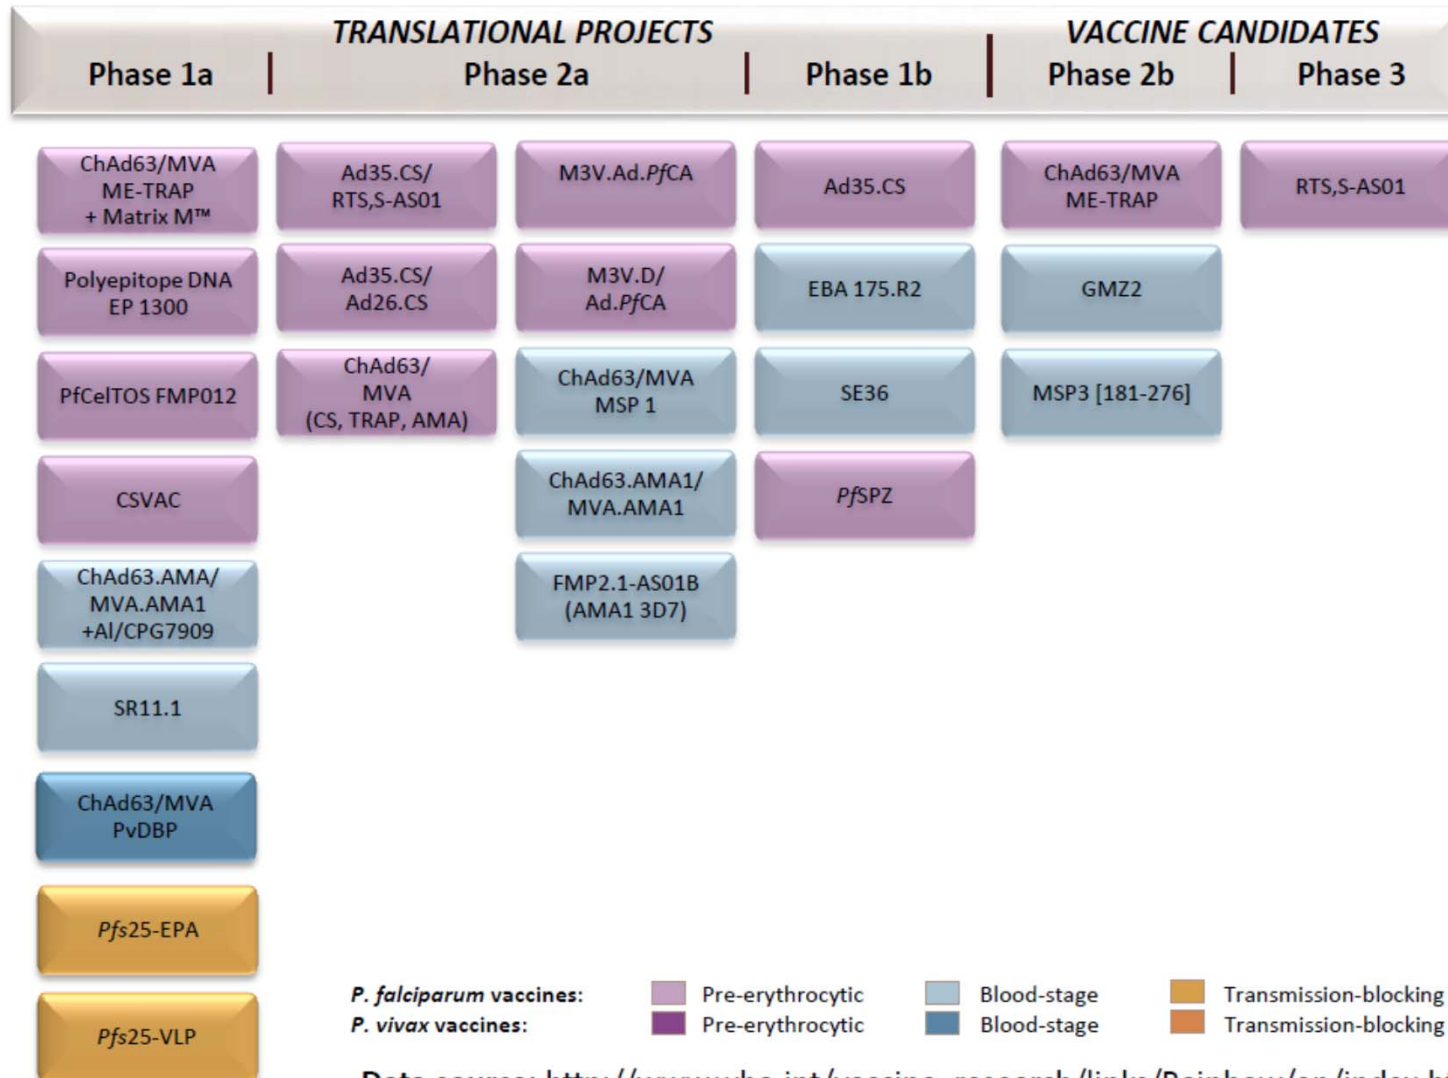 TRANSLATIONAL PROJECTS
VACCINE CANDIDATES
Phase 1a
Phase 2a
Phase 1b
Phase 2b
Phase 3
ChAd63/MVA
ME-TRAP
+ Matrix M™
Polyepitope DNA
EP 1300
PfCelTOS FMP012
CSVAC
ChAd63.AMA/
MVA.AMA1
+Al/CPG7909
SR11.1
ChAd63/MVA
PvDBP
Pfs25-EPA
Pfs25-VLP
Ad35.CS/
RTS,S-AS01
Ad35.CS/
Ad26.CS
ChAd63/
MVA
(CS, TRAP, AMA)
M3V.Ad.PfCA
M3V.D/
Ad.PfCA
ChAd63/MVA
MSP 1
ChAd63.AMA1/
MVA.AMA1
FMP2.1-AS01B
(AMA1 3D7)
Ad35.CS
EBA 175.R2
SE36
PfSPZ
ChAd63/MVA
ME-TRAP
GMZ2
MSP3 [181-276]
RTS,S-AS01
P. falciparum vaccines: Pre-erythrocytic Blood-stage Transmission-blocking
P. vivax vaccines: Pre-erythrocytic Blood-stage Transmission-blocking